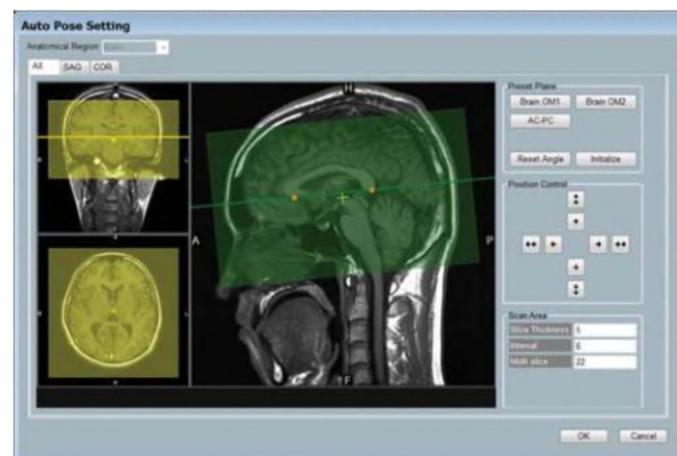 Auto Pose Setting
Anatomical Region Brain
AX SAG COR
H
A
P
F
Preset Plane
Brain OM1 Brain OM2
AC-PC
Reset Angle Initialize
Position Control
Scan Area
Slice Thickness 5
Interval 6
Multi slice 22
OK Cancel